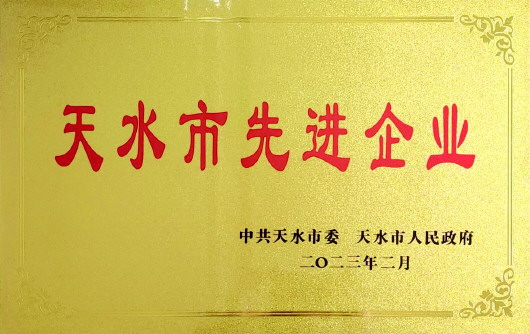 天水市先进企业
中共天水市委 天水市人民政府
二〇二三年二月